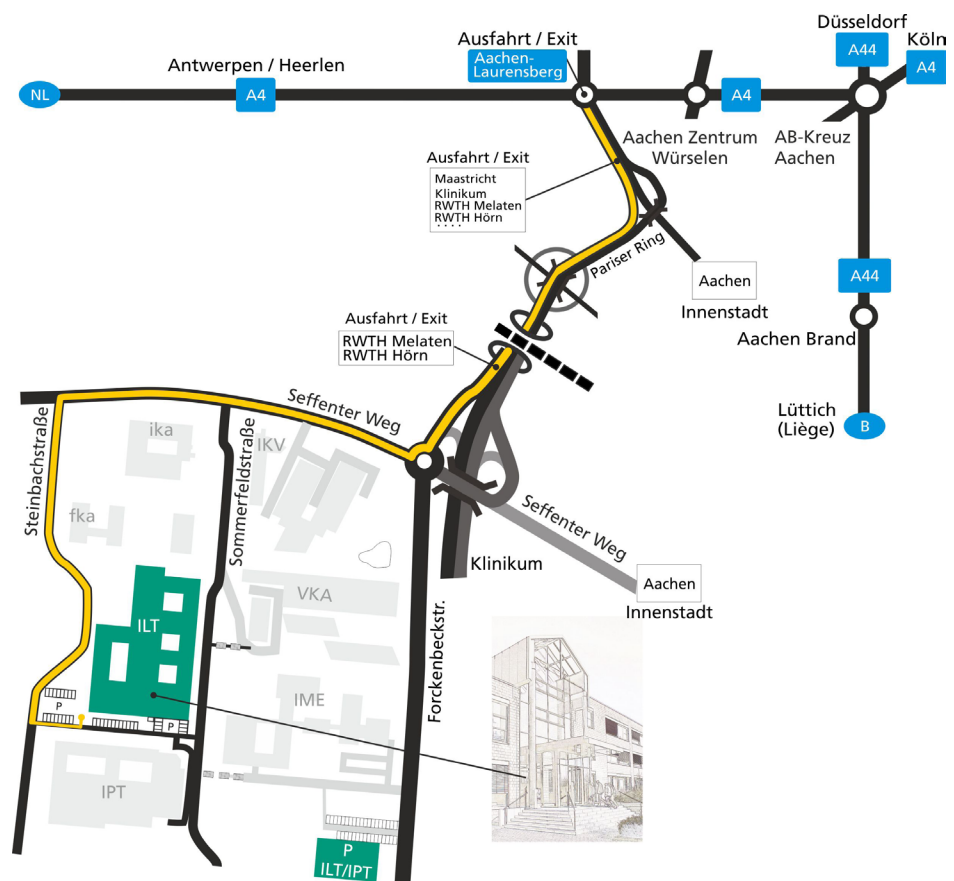 Düsseldorf
Ausfahrt / Exit
Köln
Aachen-
Laurensberg
A44
A4
Antwerpen / Heerlen
NL
A4
A4
Aachen Zentrum
Würselen
AB-Kreuz
Aachen
Ausfahrt / Exit
Maastricht
Klinikum
RWTH Melaten
RWTH Hörn
....
Pariser Ring
Aachen
Innenstadt
A44
Aachen Brand
Ausfahrt / Exit
RWTH Melaten
RWTH Hörn
Lüttich
(Liège)
B
Seffenter Weg
Steinbachstraße
ika
Sommerfeldstraße
IKV
fka
Seffenter Weg
Klinikum
Aachen
Innenstadt
VKA
ILT
Forckenbeckstr.
IME
P
P
IPT
P
ILT/IPT